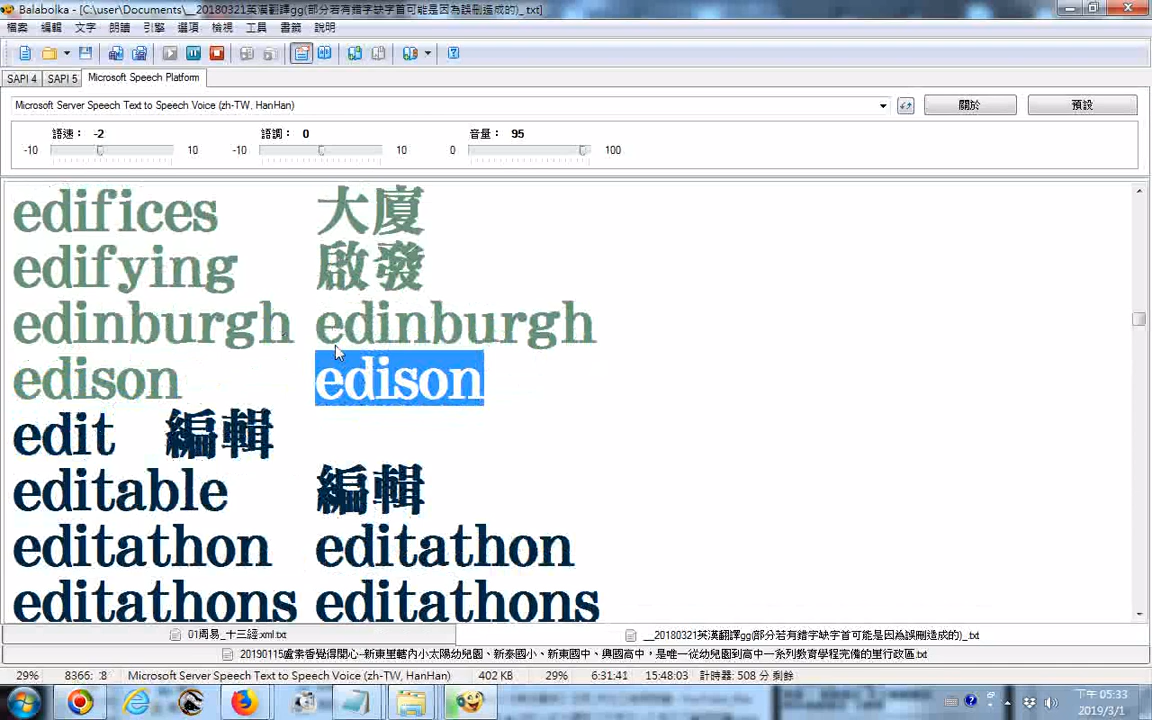 Balabolka - [C:\user\Documents\__20180321英漢翻譯gg(部分若有錯字缺字首可能是因為誤刪造成的)_.txt]
檔案 編輯 文字 朗讀 引擎 選項 檢視 工具 書籤 說明
SAPI 4 SAPI 5 Microsoft Speech Platform
Microsoft Server Speech Text to Speech Voice (zh-TW, HanHan) 關於 預設
語速： -2 語調： 0 音量： 95
-10 10 -10 10 0 100
edifices 大廈
edifying 啟發
edinburgh edinburgh
edison edison
edit 編輯
editable 編輯
editathon editathon
editathons editathons
01周易_十三經.xml.txt __20180321英漢翻譯gg(部分若有錯字缺字首可能是因為誤刪造成的)_.txt
20190115盧素香覺得開心-新東里轄內小太陽幼兒園、新泰國小、新東國中、興國高中，是唯一從幼兒園到高中一系列教育學程完備的里行政區.txt
29% 8366: :8 Microsoft Server Speech Text to Speech Voice (zh-TW, HanHan) 402 KB 29% 6:31:41 15:48:03 計時器: 508 分 剩餘
下午 05:33
2019/3/1